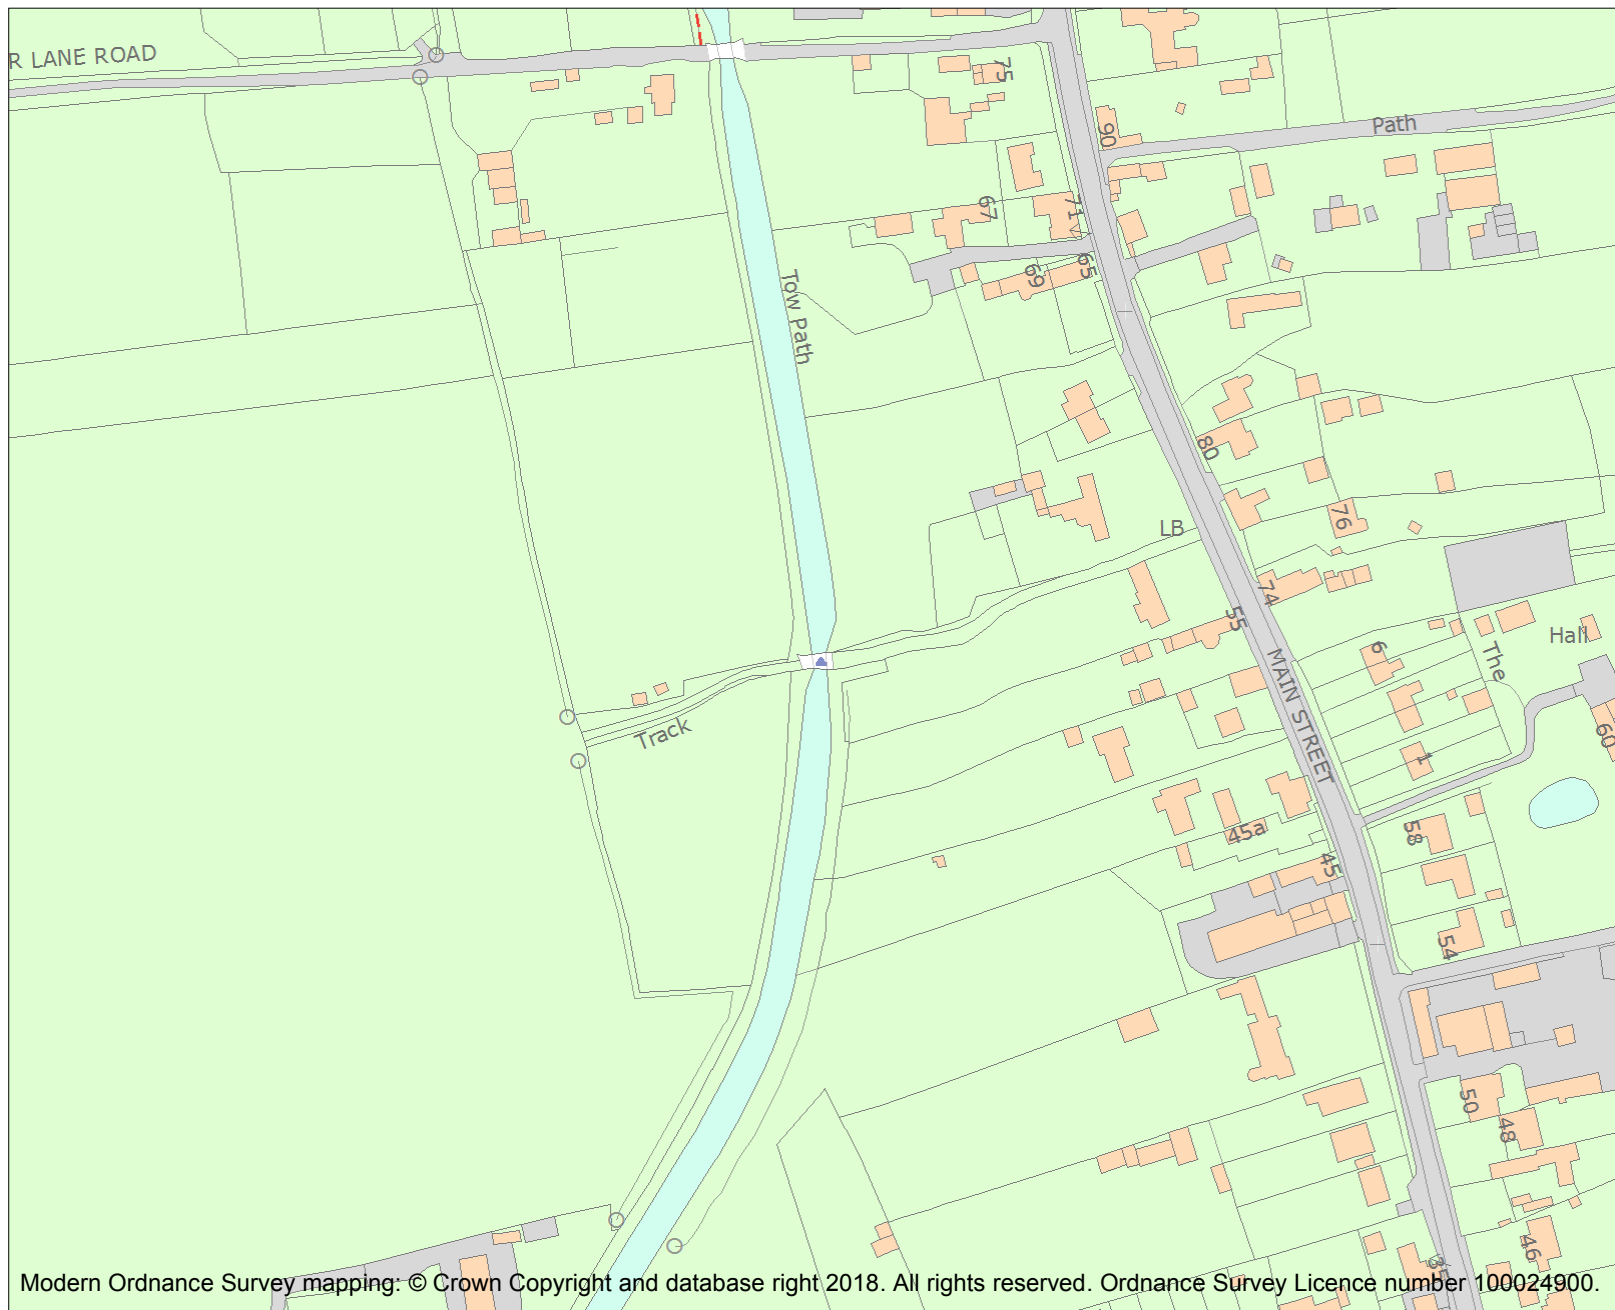 R LANE ROAD
75
90
Path
67
71
65
69
Tow Path
80
76
LB
74
55
6
Hall
The
MAIN STREET
Track
60
1
45a
58
45
54
50
48
46
35
Modern Ordnance Survey mapping: © Crown Copyright and database right 2018. All rights reserved. Ordnance Survey Licence number 100024900.